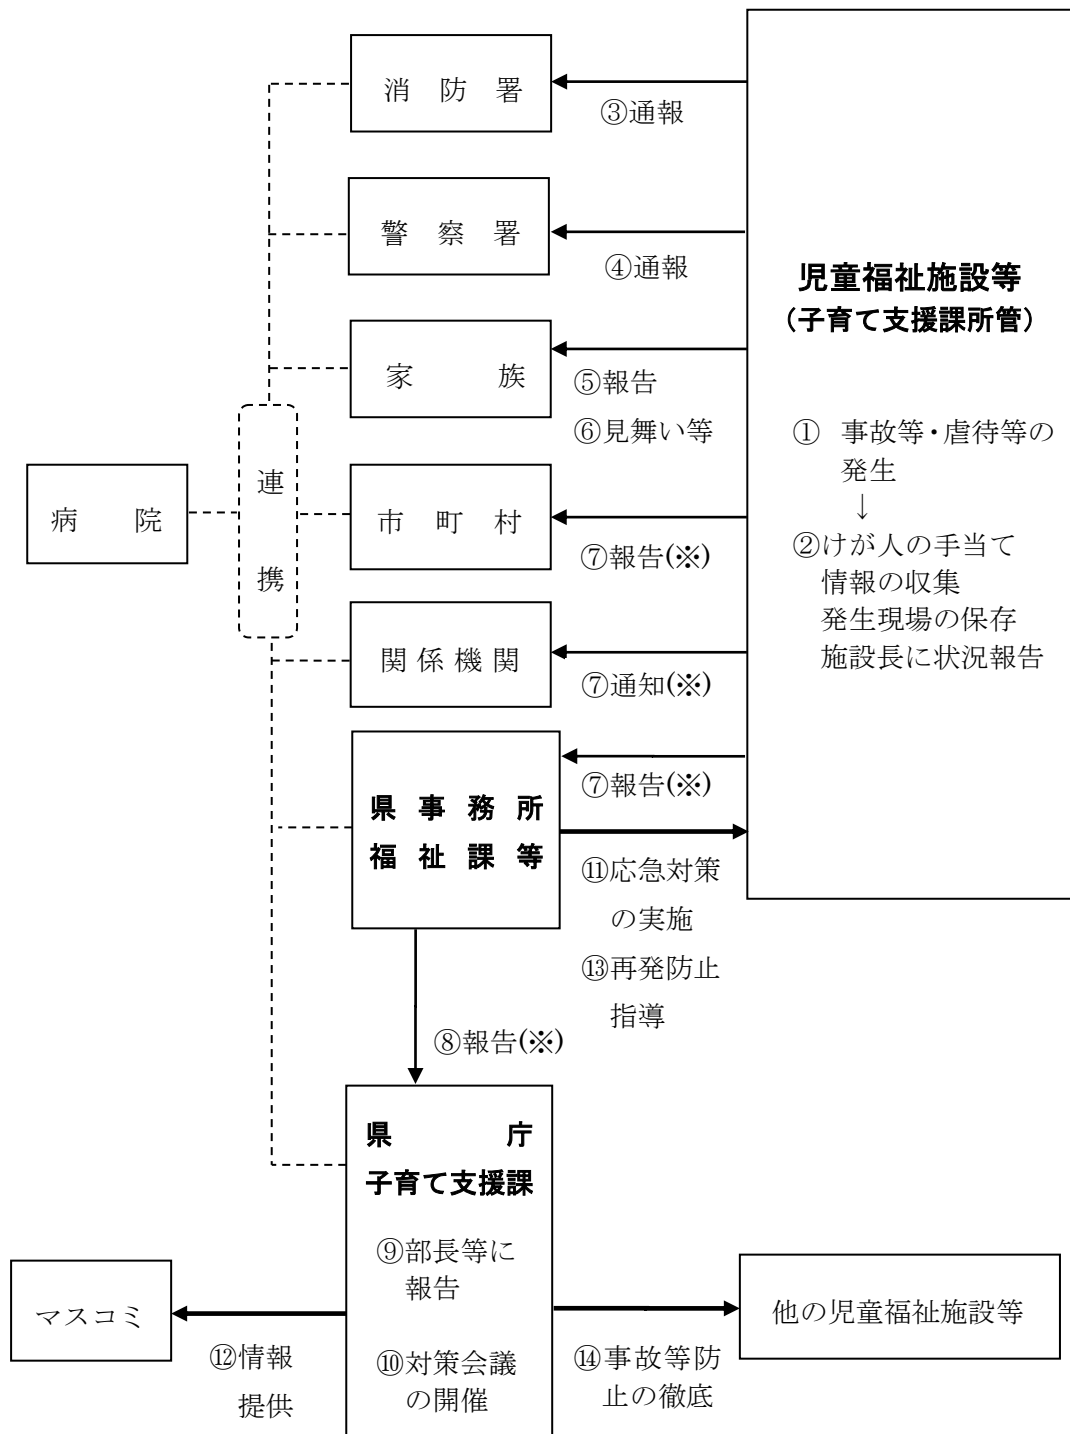 消防署
③通報
警察署
④通報
児童福祉施設等
（子育て支援課所管）
家族
⑤報告
⑥見舞い等
① 事故等・虐待等の
発生
↓
②けが人の手当て
情報の収集
発生現場の保存
施設長に状況報告
連携
病院
市町村
⑦報告(※)
関係機関
⑦通知(※)
県事務所
福祉課等
⑦報告(※)
⑪応急対策
の実施
⑬再発防止
指導
⑧報告(※)
県庁
子育て支援課
⑨部長等に
報告
⑩対策会議
の開催
マスコミ
⑫情報
提供
他の児童福祉施設等
⑭事故等防
止の徹底